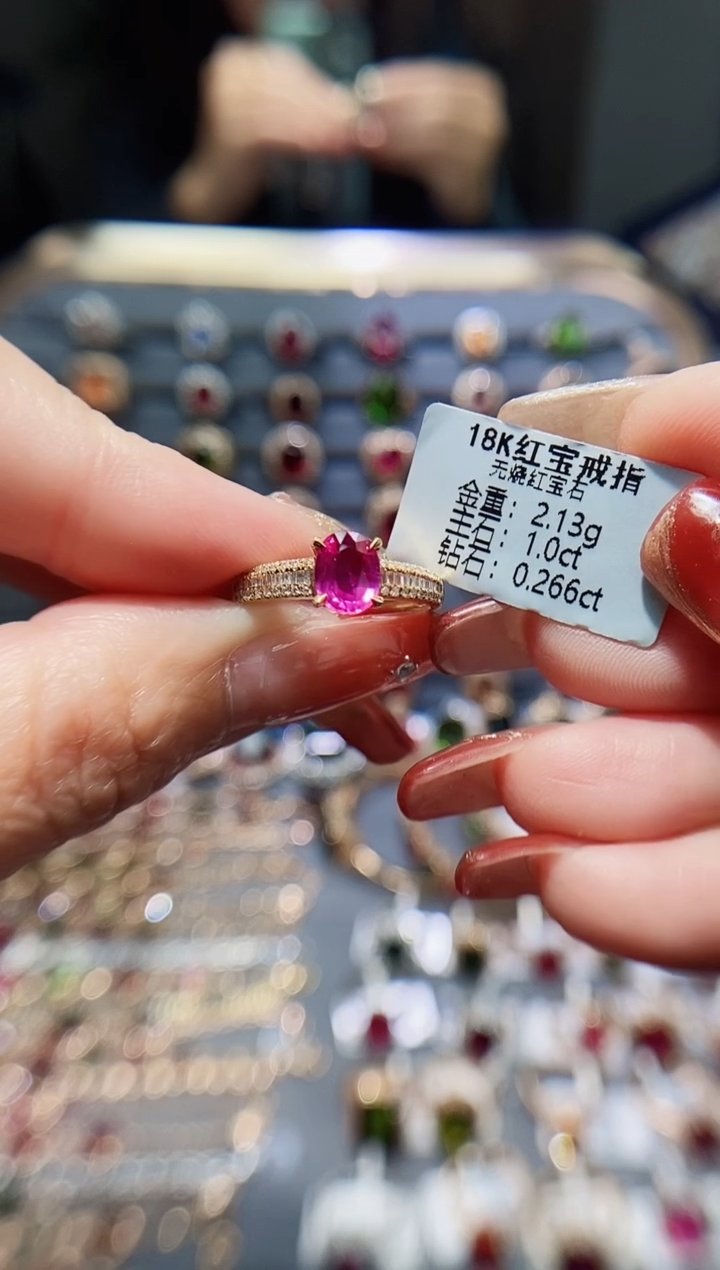 18K红宝戒指
无烧红宝石
金重：2.13g
主石：1.0ct
钻石：0.266ct